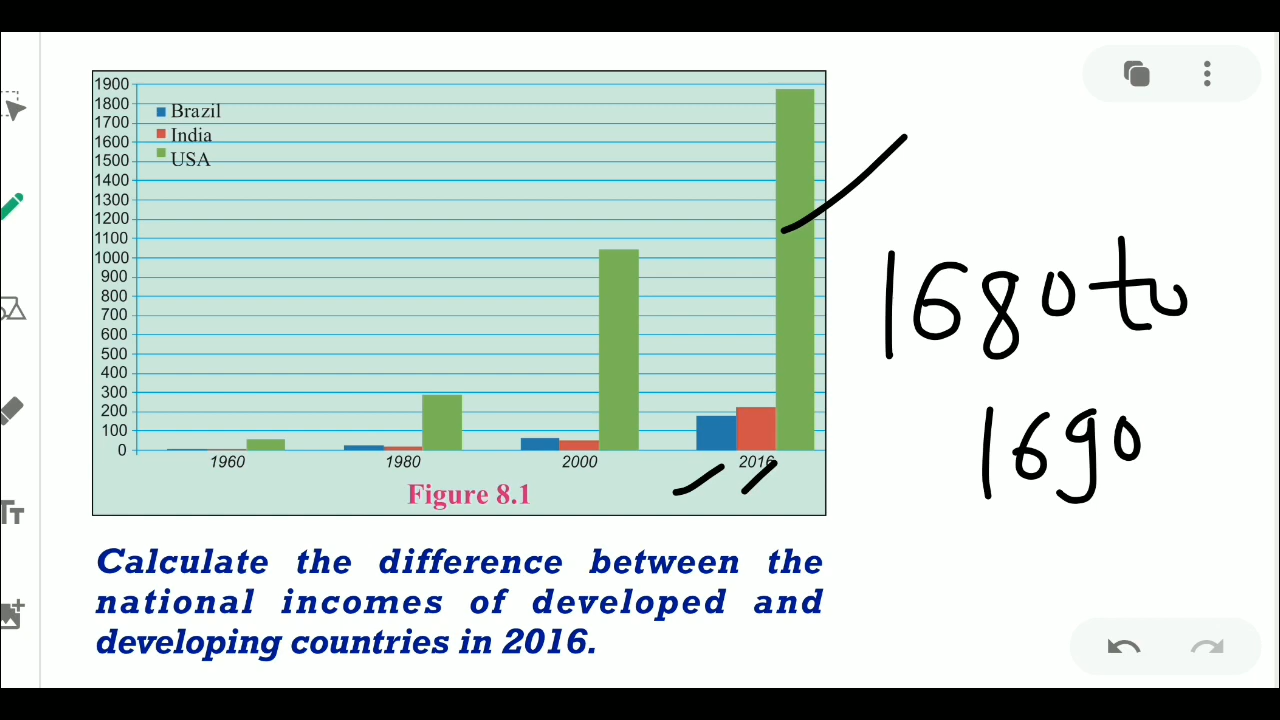 1900
1800
1700
1600
1500
1400
1300
1200
1100
1000
900
800
700
600
500
400
300
200
100
0
Brazil
India
USA
1960 1980 2000 2016
Figure 8.1
1680 to
1690
Calculate the difference between the
national incomes of developed and
developing countries in 2016.
Tт